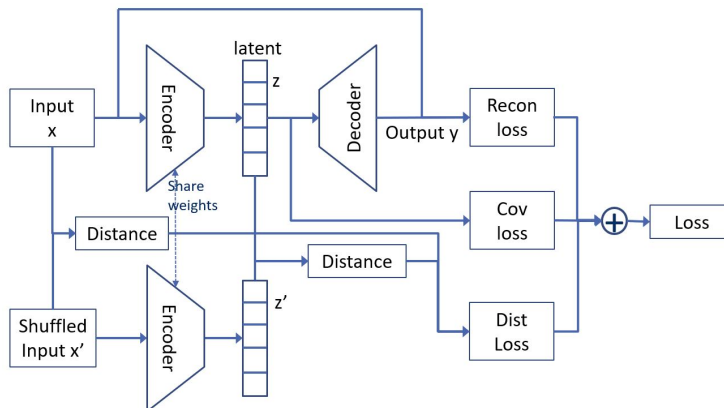 latent
z
Input
x
Encoder
Decoder
Output y
Recon
loss
Share
weights
Cov
loss
Loss
Distance
Distance
Shuffled
Input x’
Encoder
z’
Dist
Loss